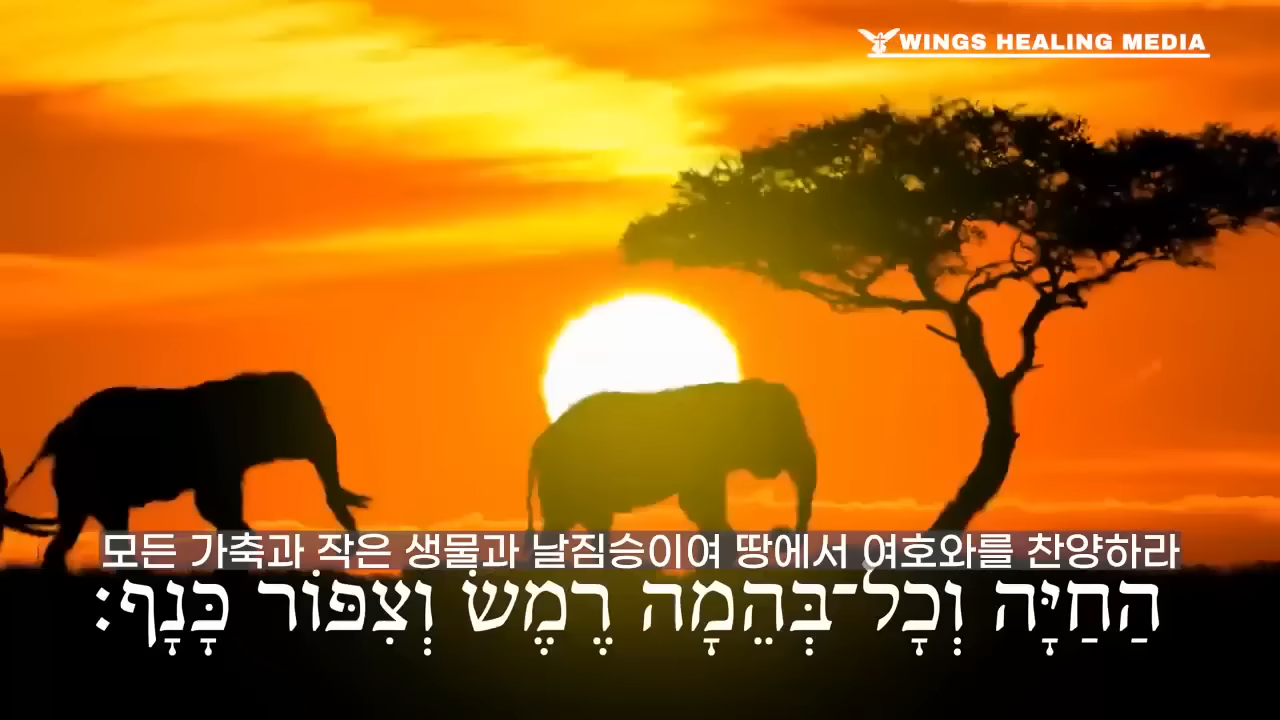 WINGS HEALING MEDIA
모든 가축과 작은 생물과 날짐승이여 땅에서 여호와를 찬양하라
הַחַיָּה וְכָל־בְּהֵמָה רֶמֶשׂ וְצִפּוֹר כָּנָף׃